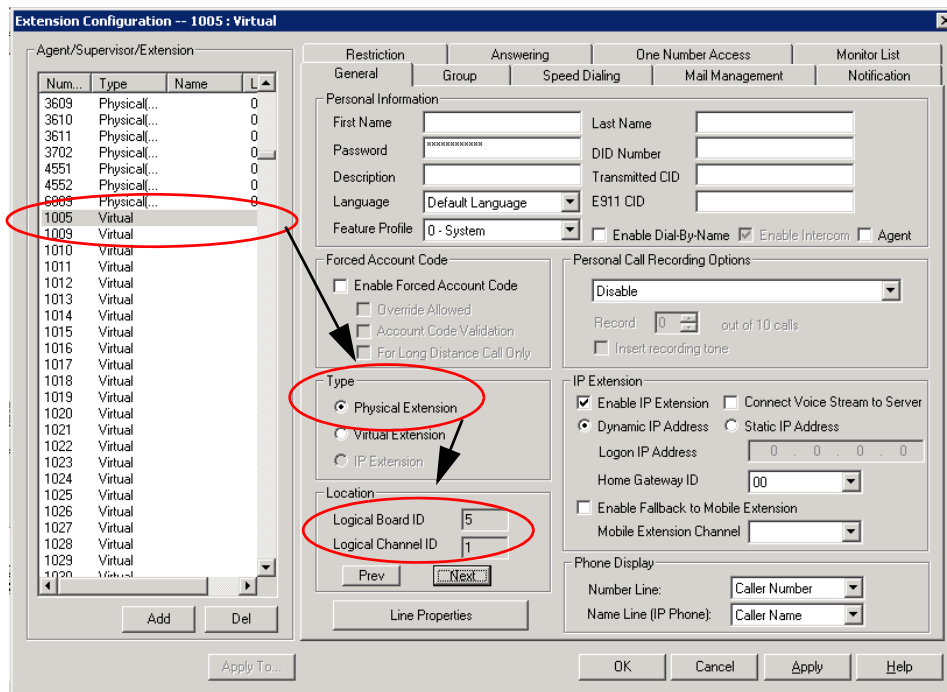 Extension Configuration -- 1005 : Virtual
Agent/Supervisor/Extension
Num... Type Name L
3609 Physical(... 0
3610 Physical(... 0
3611 Physical(... 0
3702 Physical(... 0
4551 Physical(... 0
4552 Physical(... 0
6009 Physical(... 0
1005 Virtual
1009 Virtual
1010 Virtual
1011 Virtual
1012 Virtual
1013 Virtual
1014 Virtual
1015 Virtual
1016 Virtual
1017 Virtual
1018 Virtual
1019 Virtual
1020 Virtual
1021 Virtual
1022 Virtual
1023 Virtual
1024 Virtual
1025 Virtual
1026 Virtual
1027 Virtual
1028 Virtual
1029 Virtual
1030 Virtual
Add Del
Apply To...
Restriction Answering One Number Access Monitor List
General Group Speed Dialing Mail Management Notification
Personal Information
First Name Last Name
Password ************ DID Number
Description Transmitted CID
Language Default Language E911 CID
Feature Profile 0 - System Enable Dial-By-Name Enable Intercom Agent
Forced Account Code
Enable Forced Account Code
Override Allowed
Account Code Validation
For Long Distance Call Only
Personal Call Recording Options
Disable
Record 0 out of 10 calls
Insert recording tone
Type
Physical Extension
Virtual Extension
IP Extension
IP Extension
Enable IP Extension Connect Voice Stream to Server
Dynamic IP Address Static IP Address
Logon IP Address 0 . 0 . 0 . 0
Home Gateway ID 00
Enable Fallback to Mobile Extension
Mobile Extension Channel
Location
Logical Board ID 5
Logical Channel ID 1
Prev Next
Line Properties
Phone Display
Number Line: Caller Number
Name Line (IP Phone): Caller Name
OK Cancel Apply Help